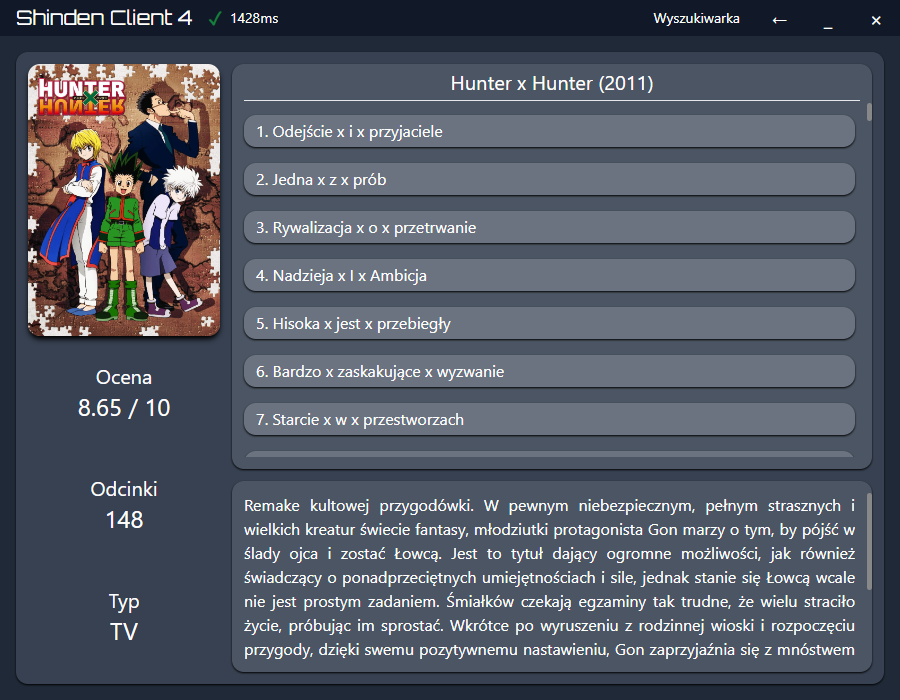 Shinden Client 4 ✓ 1428ms Wyszukiwarka ← _ ×
HUNTER
HUNTER
Hunter x Hunter (2011)
1. Odejście x i x przyjaciele
2. Jedna x z x prób
3. Rywalizacja x o x przetrwanie
4. Nadzieja x I x Ambicja
5. Hisoka x jest x przebiegły
6. Bardzo x zaskakujące x wyzwanie
7. Starcie x w x przestworzach
Ocena
8.65 / 10
Odcinki
148
Typ
TV
Remake kultowej przygodówki. W pewnym niebezpiecznym, pełnym strasznych i
wielkich kreatur świecie fantasy, młodziutki protagonista Gon marzy o tym, by pójść w
ślady ojca i zostać Łowcą. Jest to tytuł dający ogromne możliwości, jak również
świadczący o ponadprzeciętnych umiejętnościach i sile, jednak stanie się Łowcą wcale
nie jest prostym zadaniem. Śmiałków czekają egzaminy tak trudne, że wielu straciło
życie, próbując im sprostać. Wkrótce po wyruszeniu z rodzinnej wioski i rozpoczęciu
przygody, dzięki swemu pozytywnemu nastawieniu, Gon zaprzyjaźnia się z mnóstwem